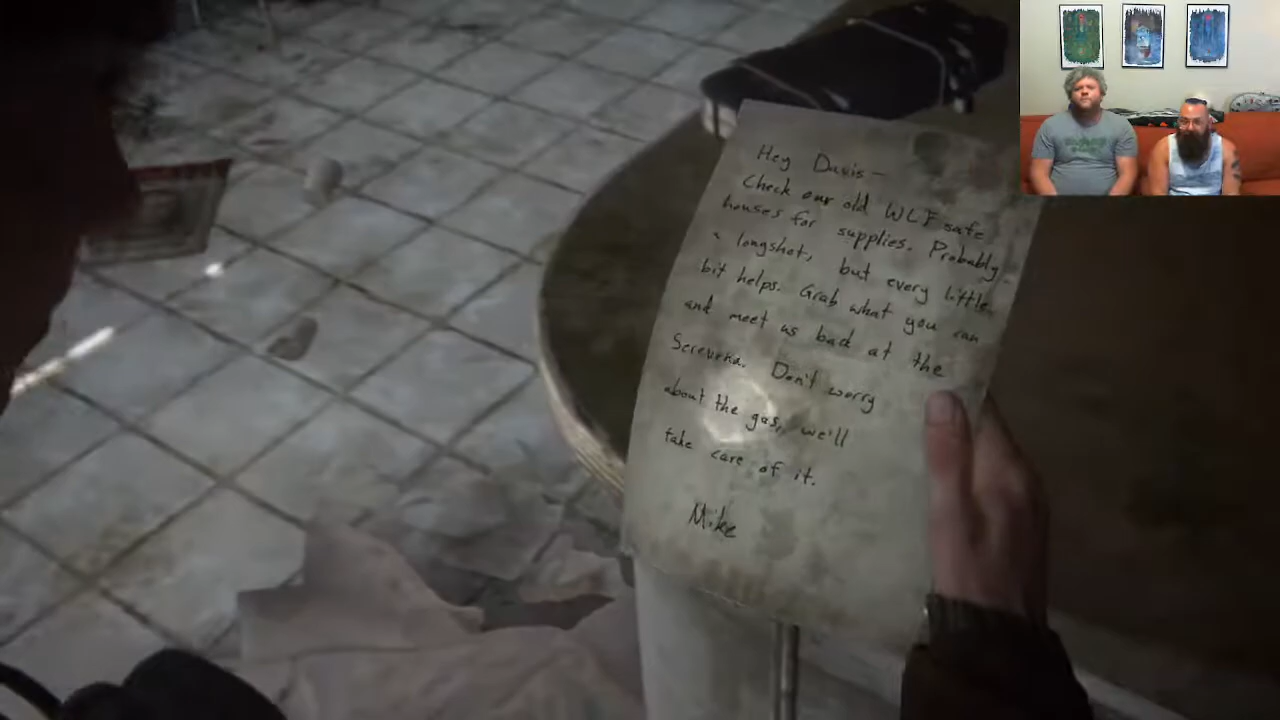 Hey Davis-
Check our old WLF safe
houses for supplies. Probably
a longshot, but every little
bit helps. Grab what you can
and meet us back at the
Serevena. Don't worry
about the gas, we'll
take care of it.
Mike